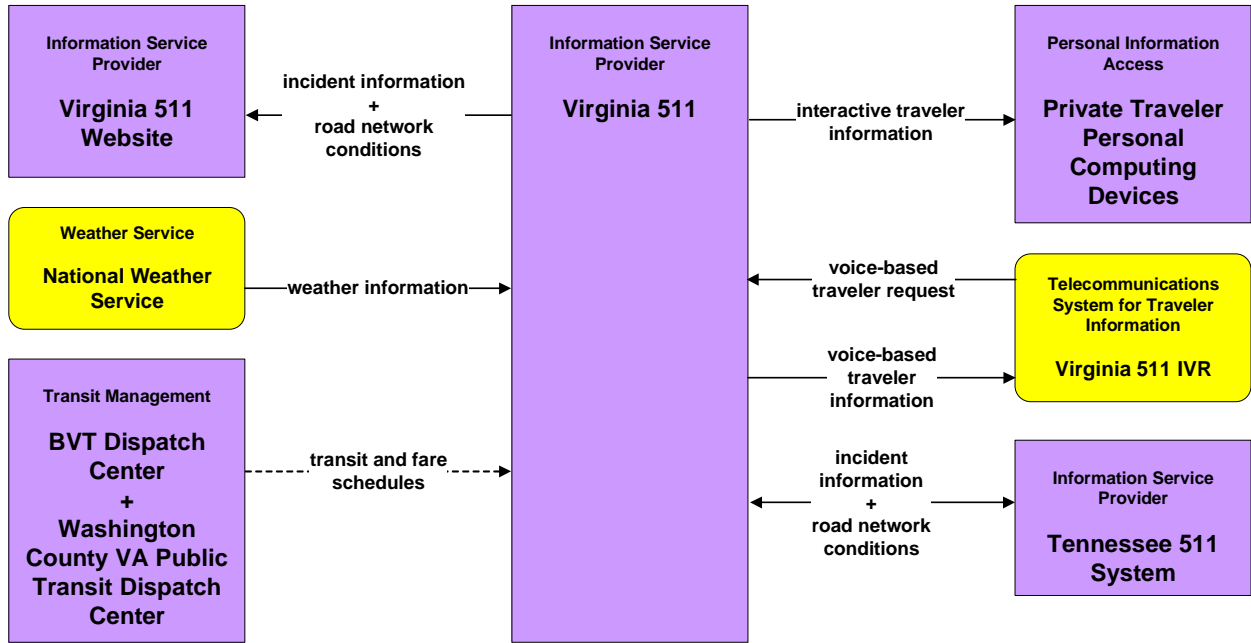 Information Service
Provider
Virginia 511
Website
incident information
+
road network
conditions
Information Service
Provider
Virginia 511
interactive traveler
information
Personal Information
Access
Private Traveler
Personal
Computing
Devices
Weather Service
National Weather
Service
weather information
voice-based
traveler request
Telecommunications
System for Traveler
Information
Virginia 511 IVR
voice-based
traveler
information
Transit Management
BVT Dispatch
Center
+
Washington
County VA Public
Transit Dispatch
Center
transit and fare
schedules
incident
information
+
road network
conditions
Information Service
Provider
Tennessee 511
System